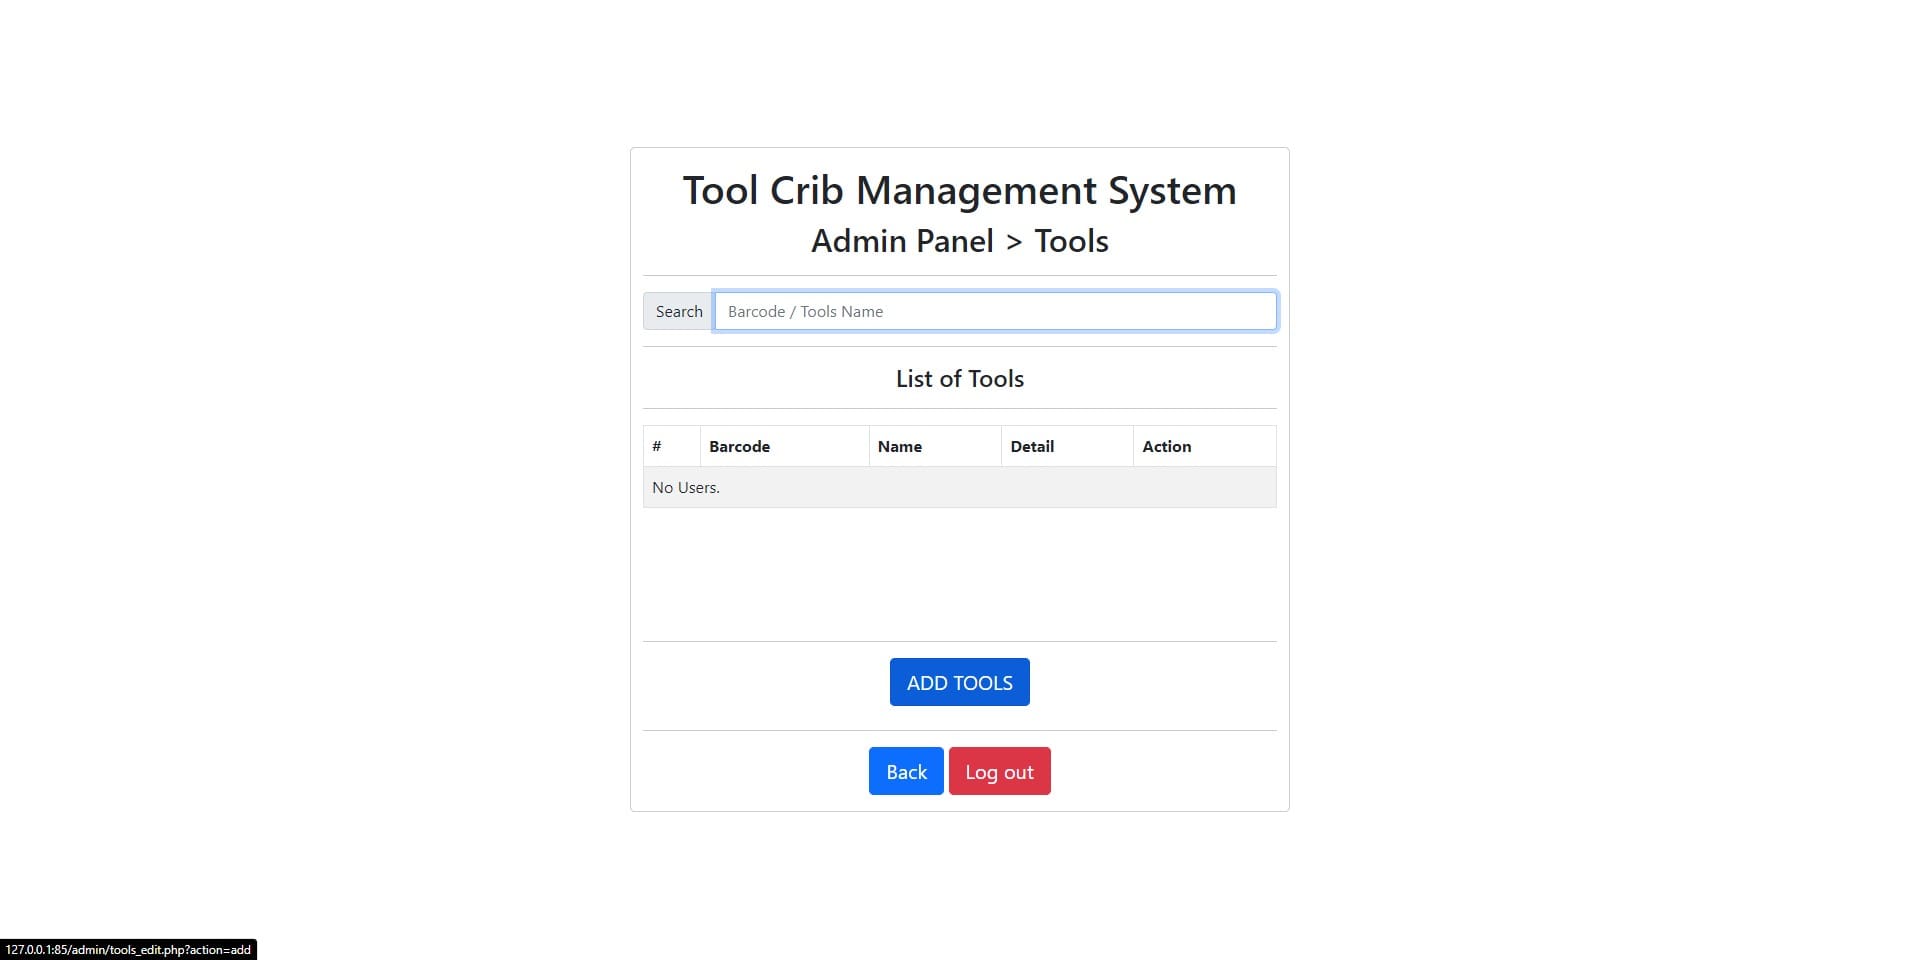 Tool Crib Management System
Admin Panel > Tools
Search Barcode / Tools Name
List of Tools
# Barcode Name Detail Action
No Users.
ADD TOOLS
Back Log out
127.0.0.1:85/admin/tools_edit.php?action=add